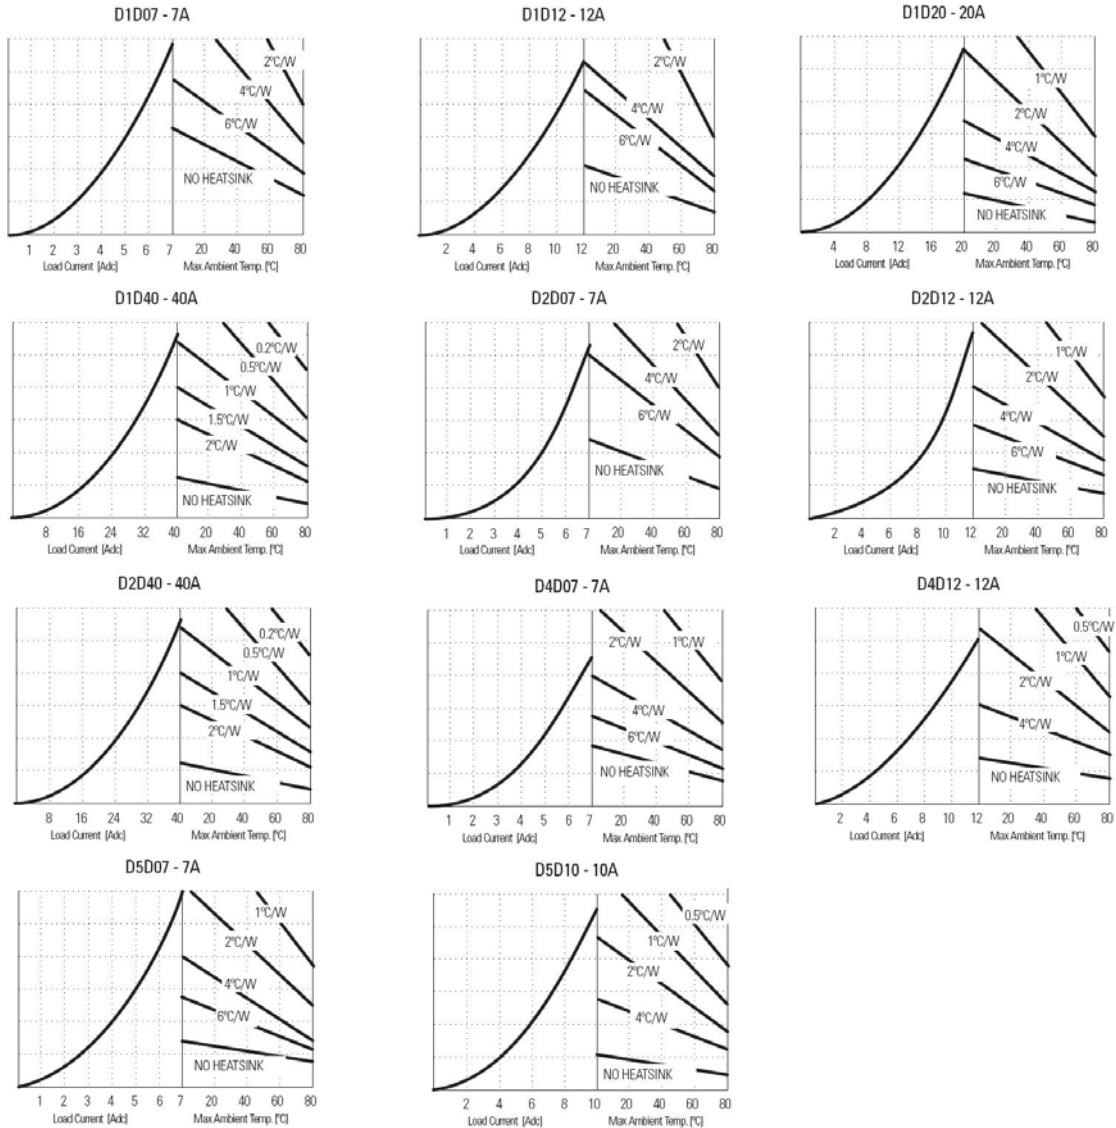 D1D07 - 7A
2°C/W
4°C/W
6°C/W
NO HEATSINK
1 2 3 4 5 6 7 20 40 60 80
Load Current [Adc] Max Ambient Temp. [°C]
D1D12 - 12A
2°C/W
4°C/W
6°C/W
NO HEATSINK
2 4 6 8 10 12 20 40 60 80
Load Current [Adc] Max Ambient Temp. [°C]
D1D20 - 20A
1°C/W
2°C/W
4°C/W
6°C/W
NO HEATSINK
4 8 12 16 20 20 40 60 80
Load Current [Adc] Max Ambient Temp. [°C]
D1D40 - 40A
0.2°C/W
0.5°C/W
1°C/W
1.5°C/W
2°C/W
NO HEATSINK
8 16 24 32 40 20 40 60 80
Load Current [Adc] Max Ambient Temp. [°C]
D2D07 - 7A
2°C/W
4°C/W
6°C/W
NO HEATSINK
1 2 3 4 5 6 7 20 40 60 80
Load Current [Adc] Max Ambient Temp. [°C]
D2D12 - 12A
1°C/W
2°C/W
4°C/W
6°C/W
NO HEATSINK
2 4 6 8 10 12 20 40 60 80
Load Current [Adc] Max Ambient Temp. [°C]
D2D40 - 40A
0.2°C/W
0.5°C/W
1°C/W
1.5°C/W
2°C/W
NO HEATSINK
8 16 24 32 40 20 40 60 80
Load Current [Adc] Max Ambient Temp. [°C]
D4D07 - 7A
1°C/W
2°C/W
4°C/W
6°C/W
NO HEATSINK
1 2 3 4 5 6 7 20 40 60 80
Load Current [Adc] Max Ambient Temp. [°C]
D4D12 - 12A
0.5°C/W
1°C/W
2°C/W
4°C/W
NO HEATSINK
2 4 6 8 10 12 20 40 60 80
Load Current [Adc] Max Ambient Temp. [°C]
D5D07 - 7A
1°C/W
2°C/W
4°C/W
6°C/W
NO HEATSINK
1 2 3 4 5 6 7 20 40 60 80
Load Current [Adc] Max Ambient Temp. [°C]
D5D10 - 10A
0.5°C/W
1°C/W
2°C/W
4°C/W
NO HEATSINK
2 4 6 8 10 20 40 60 80
Load Current [Adc] Max Ambient Temp. [°C]